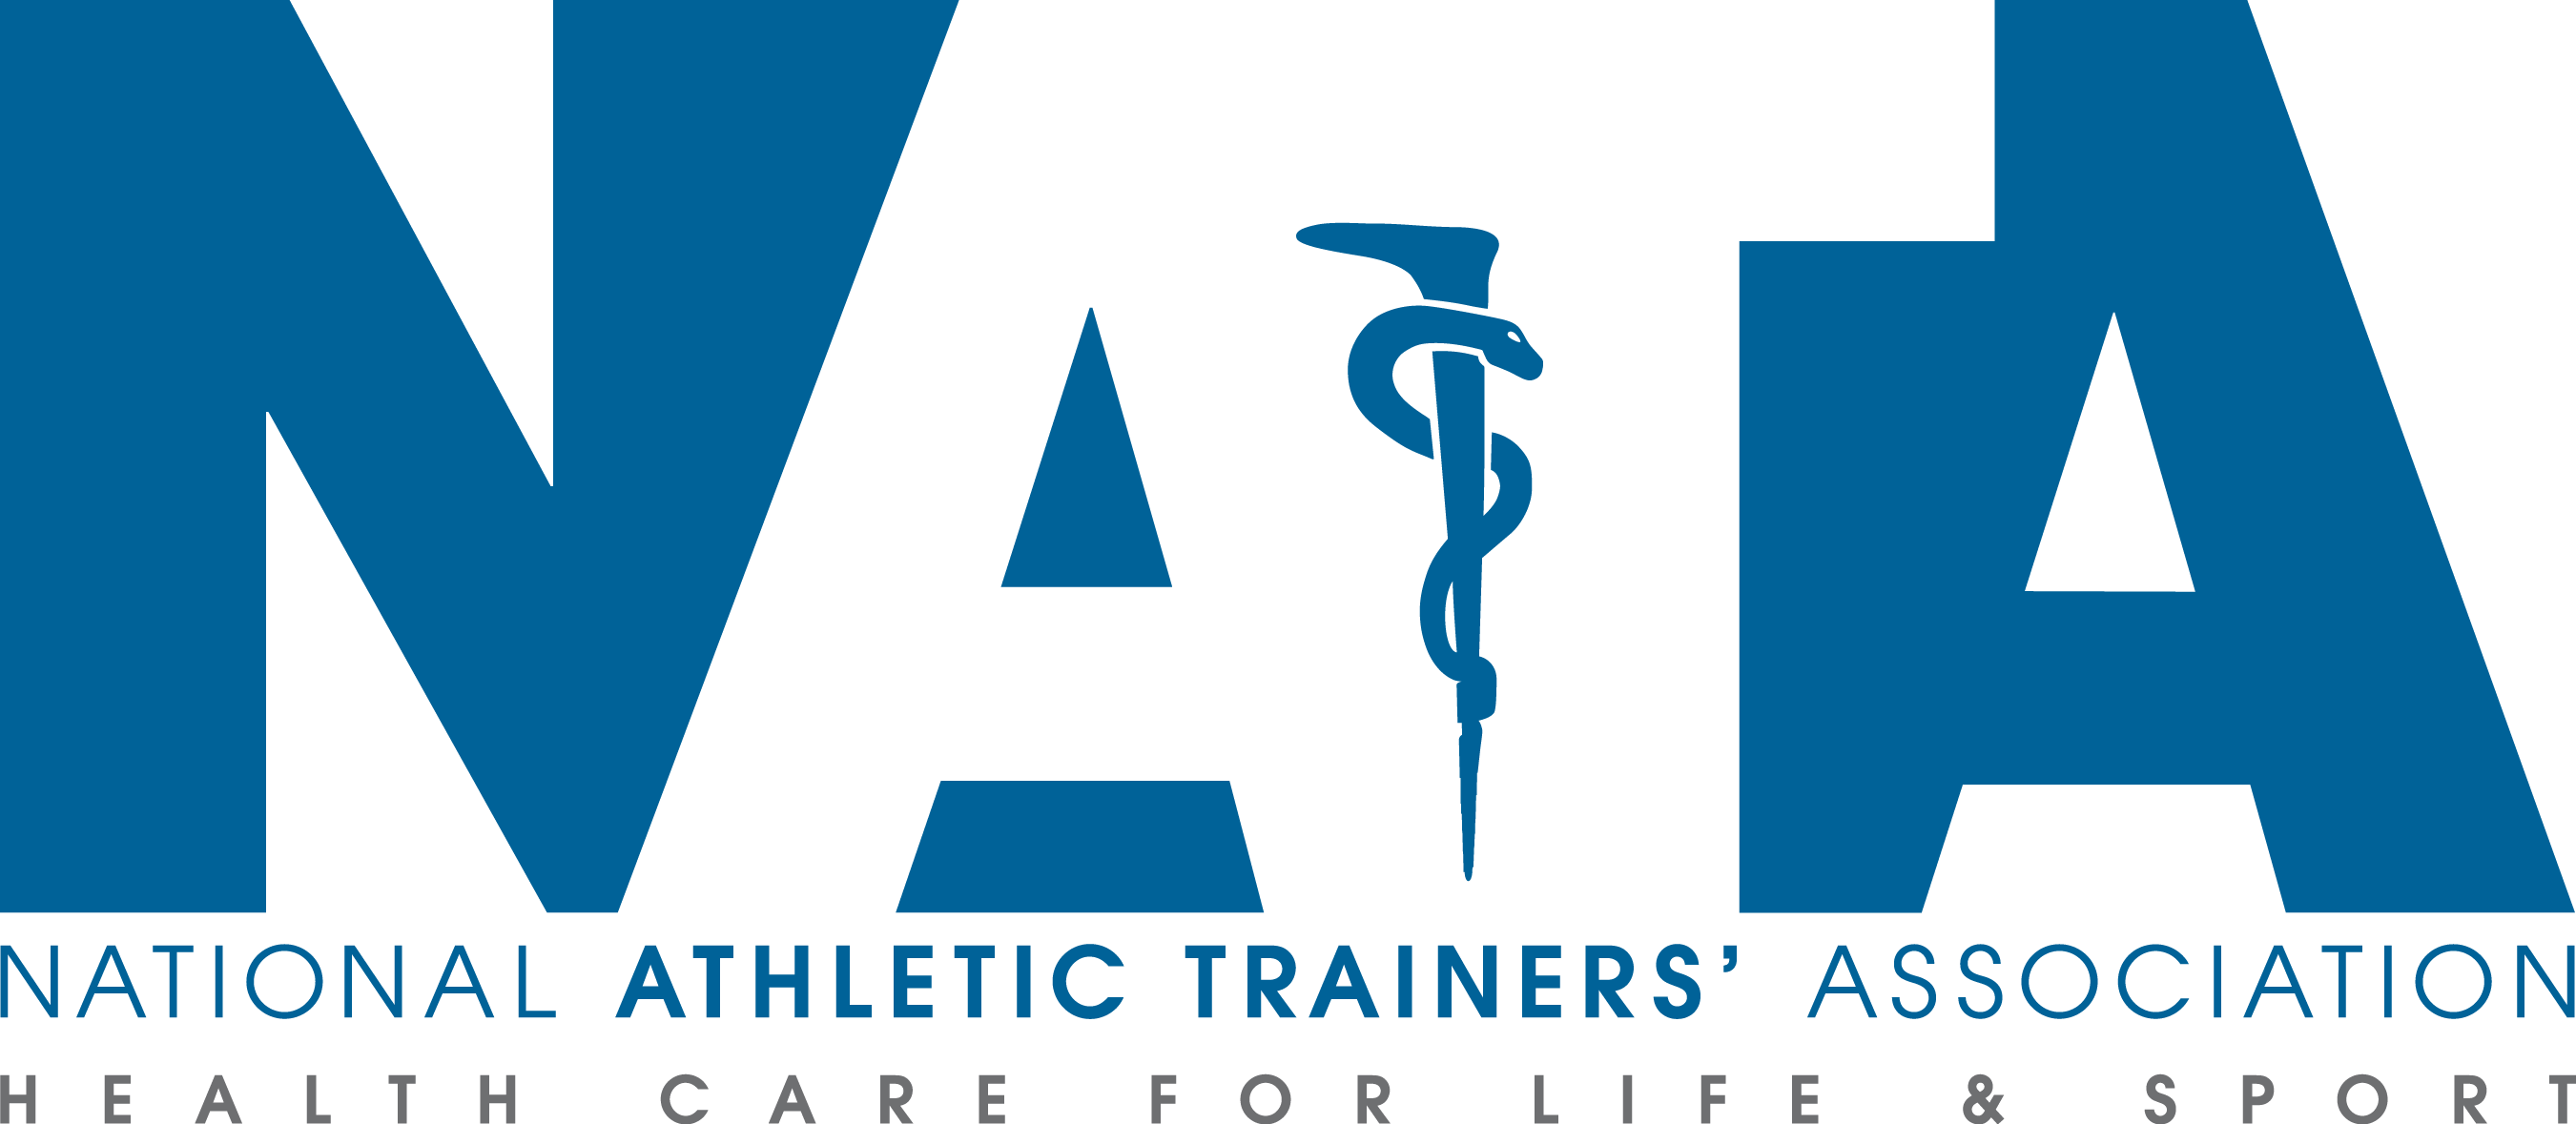 NATA
NATIONAL ATHLETIC TRAINERS’ ASSOCIATION
HEALTH CARE FOR LIFE & SPORT